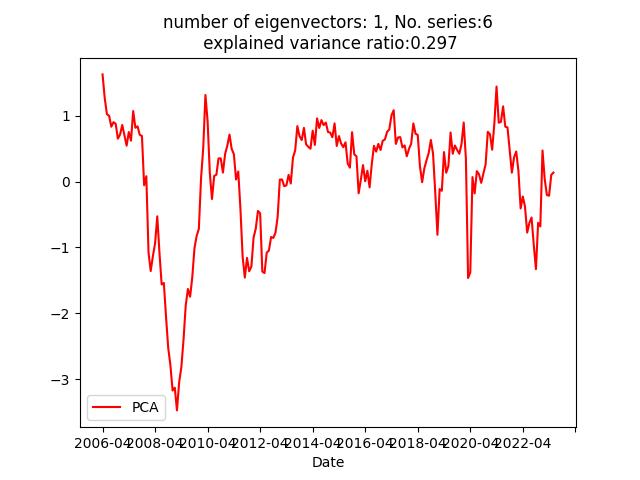 number of eigenvectors: 1, No. series:6
explained variance ratio:0.297
1
0
−1
−2
−3
PCA
2006-04 2008-04 2010-04 2012-04 2014-04 2016-04 2018-04 2020-04 2022-04
Date